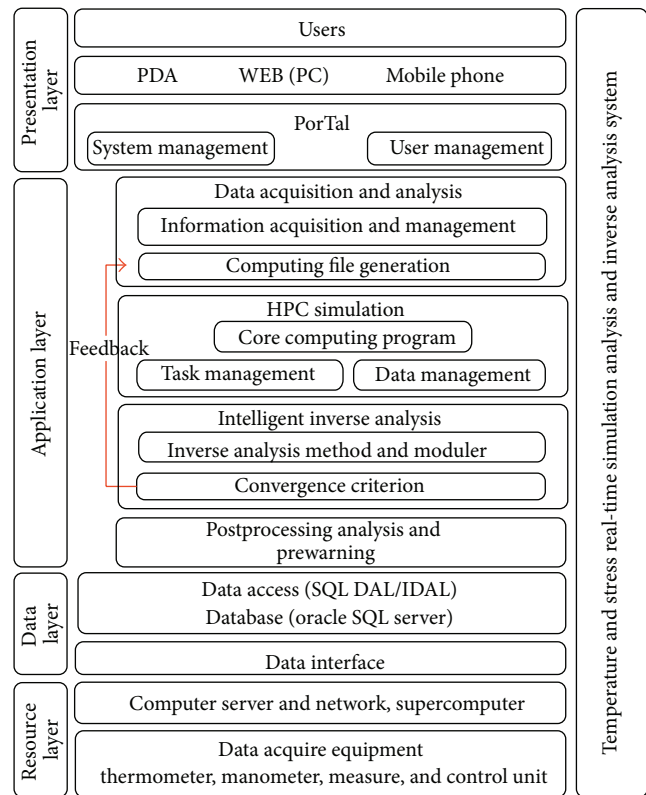 Presentation
layer
Users
PDA WEB (PC) Mobile phone
PorTal
System management User management
Application layer
Data acquisition and analysis
Information acquisition and management
Computing file generation
Feedback
HPC simulation
Core computing program
Task management Data management
Intelligent inverse analysis
Inverse analysis method and moduler
Convergence criterion
Postprocessing analysis and
prewarning
Data
layer
Data access (SQL DAL/IDAL)
Database (oracle SQL server)
Data interface
Resource
layer
Computer server and network, supercomputer
Data acquire equipment
thermometer, manometer, measure, and control unit
Temperature and stress real-time simulation analysis and inverse analysis system